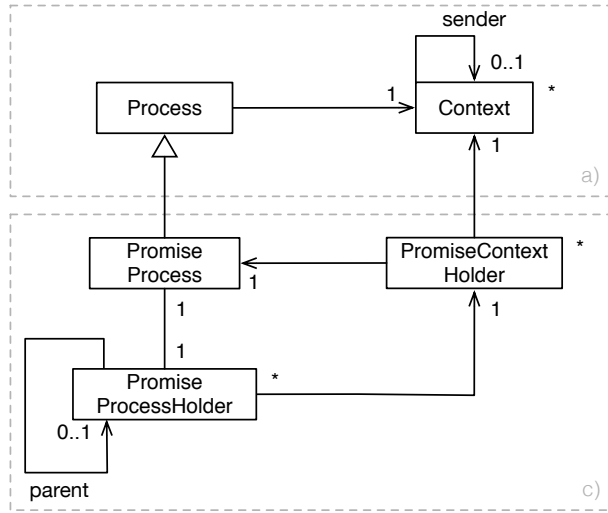 sender
0..1
Process
1
Context
*
1
a)
Promise
Process
1
PromiseContext
Holder
*
1
1
1
Promise
ProcessHolder
*
0..1
parent
c)